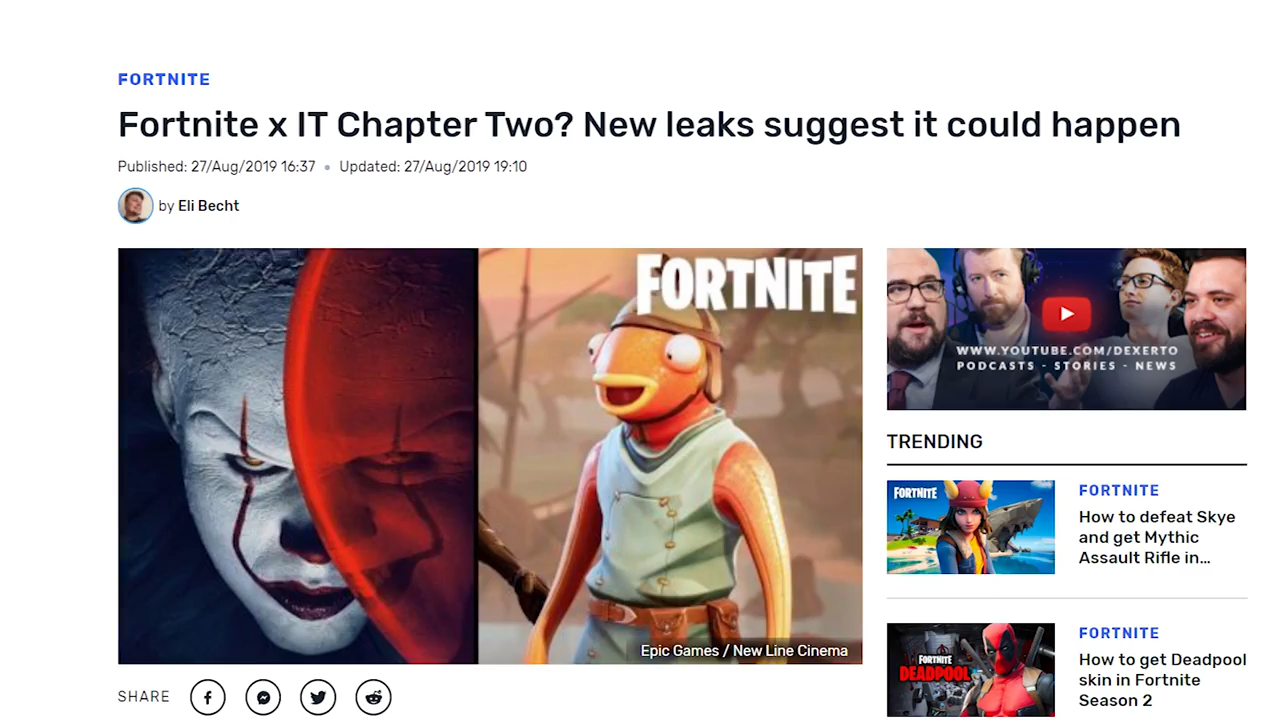 FORTNITE
Fortnite x IT Chapter Two? New leaks suggest it could happen
Published: 27/Aug/2019 16:37 • Updated: 27/Aug/2019 19:10
by Eli Becht
FORTNITE
Epic Games / New Line Cinema
SHARE
WWW.YOUTUBE.COM/DEXERTO
PODCASTS - STORIES - NEWS
TRENDING
FORTNITE
FORTNITE
How to defeat Skye
and get Mythic
Assault Rifle in...
FORTNITE
DEADPOOL
FORTNITE
How to get Deadpool
skin in Fortnite
Season 2